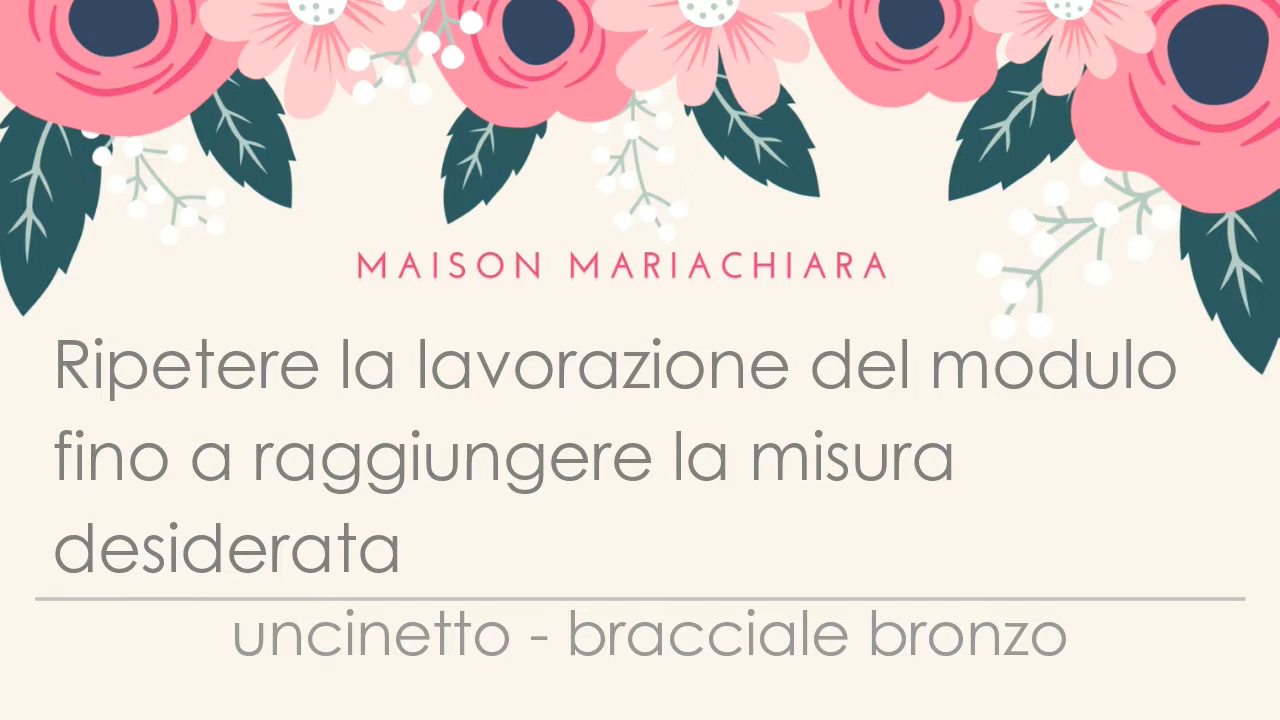 MAISON MARIACHIARA
Ripetere la lavorazione del modulo
fino a raggiungere la misura
desiderata
uncinetto - bracciale bronzo